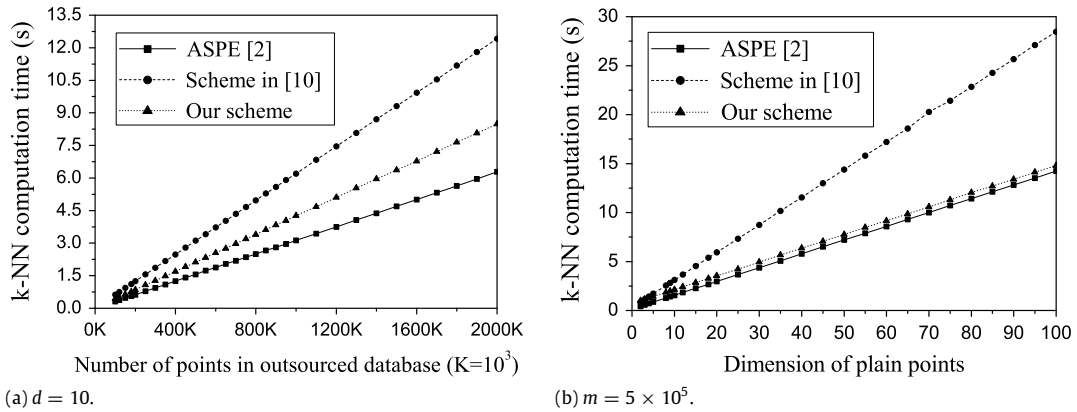 k-NN computation time (s)
13.5
12.0
10.5
9.0
7.5
6.0
4.5
3.0
1.5
0.0
ASPE [2]
Scheme in [10]
Our scheme
0K 400K 800K 1200K 1600K 2000K
Number of points in outsourced database (K=10³)
(a) d = 10.
k-NN computation time (s)
30
25
20
15
10
5
0
ASPE [2]
Scheme in [10]
Our scheme
0 10 20 30 40 50 60 70 80 90 100
Dimension of plain points
(b) m = 5 × 10⁵.